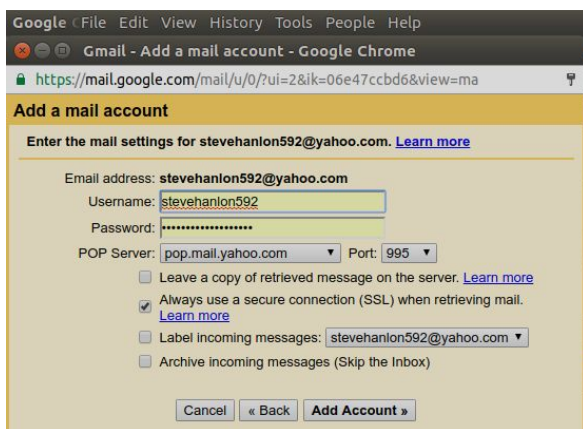 Google File Edit View History Tools People Help
Gmail - Add a mail account - Google Chrome
https://mail.google.com/mail/u/0/?ui=2&ik=06e47ccbd6&view=ma
Add a mail account
Enter the mail settings for stevehanlon592@yahoo.com. Learn more
Email address: stevehanlon592@yahoo.com
Username: stevehanlon592
Password: •••••••••••••••••••
POP Server: pop.mail.yahoo.com Port: 995
Leave a copy of retrieved message on the server. Learn more
Always use a secure connection (SSL) when retrieving mail.
Learn more
Label incoming messages: stevehanlon592@yahoo.com
Archive incoming messages (Skip the Inbox)
Cancel « Back Add Account »